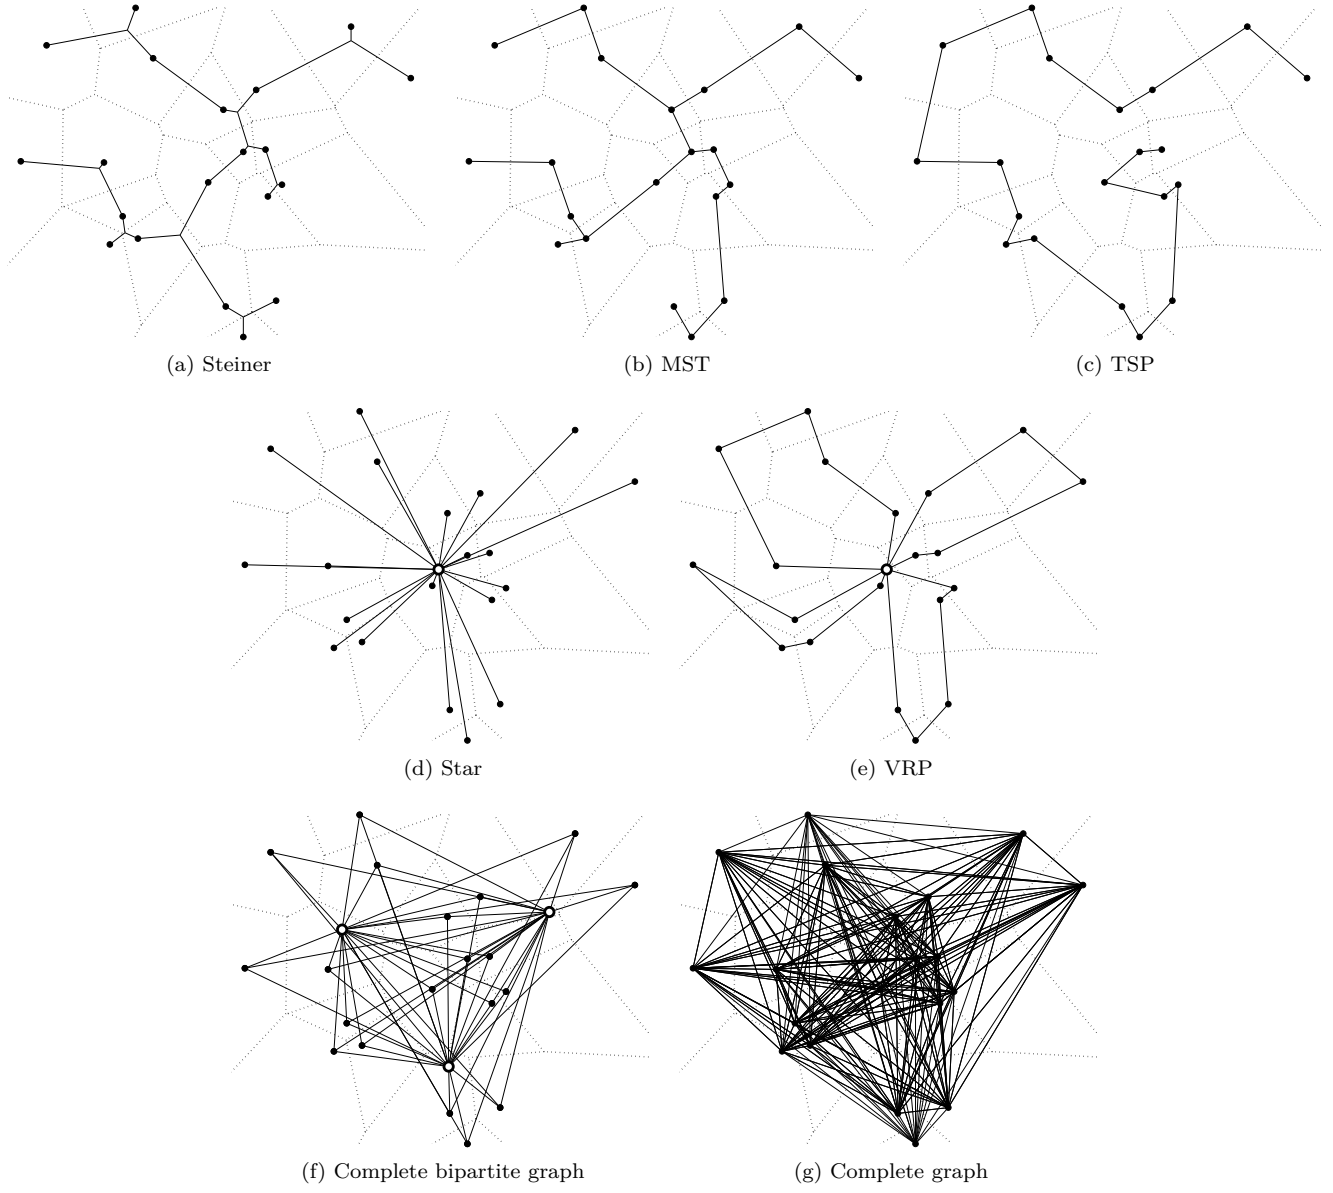 (a) Steiner
(b) MST
(c) TSP
(d) Star
(e) VRP
(f) Complete bipartite graph
(g) Complete graph